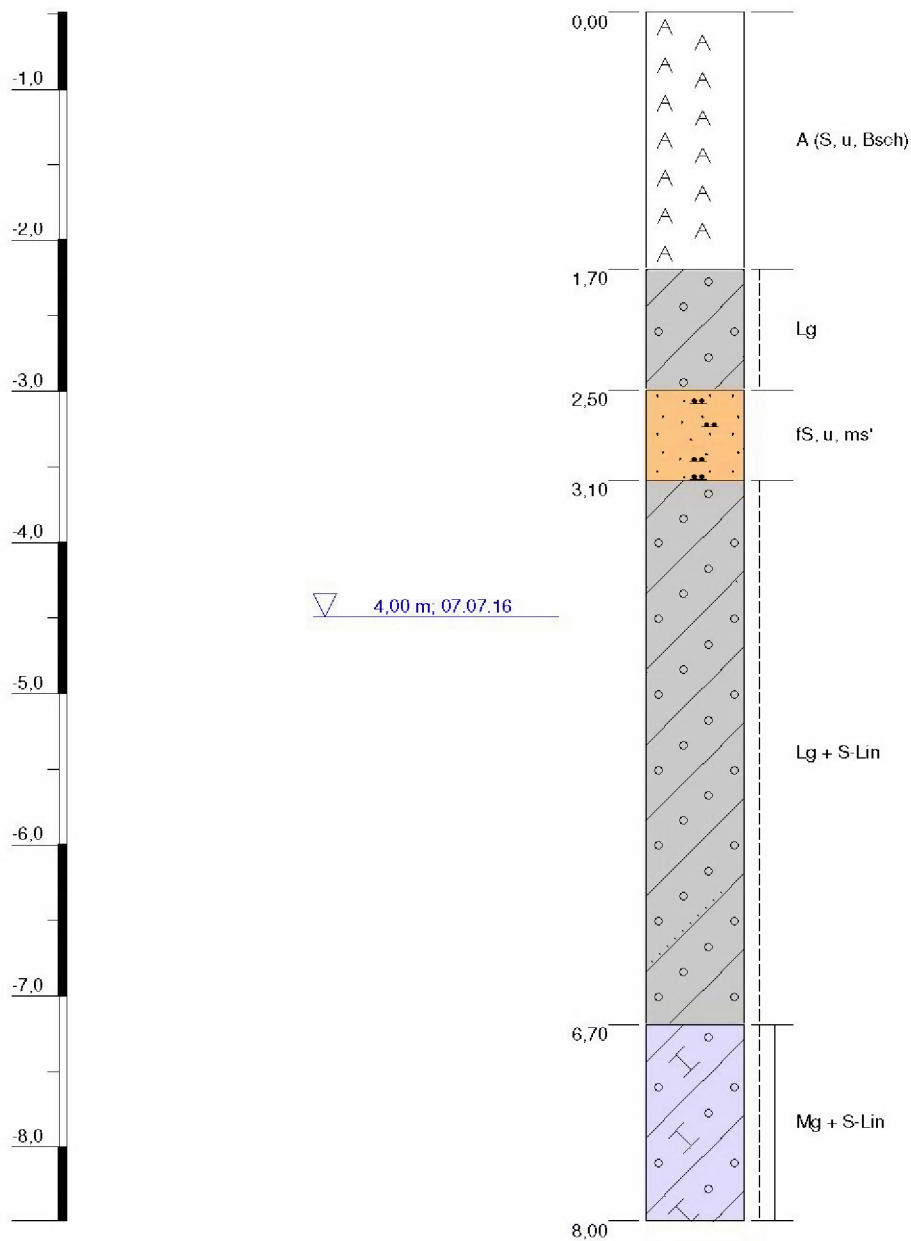 0,00
-1,0
A (S, u, Bsch)
-2,0
1,70
Lg
-3,0
2,50
fS, u, ms'
3,10
-4,0
4,00 m; 07.07.16
-5,0
Lg + S-Lin
-6,0
-7,0
6,70
Mg + S-Lin
-8,0
8,00